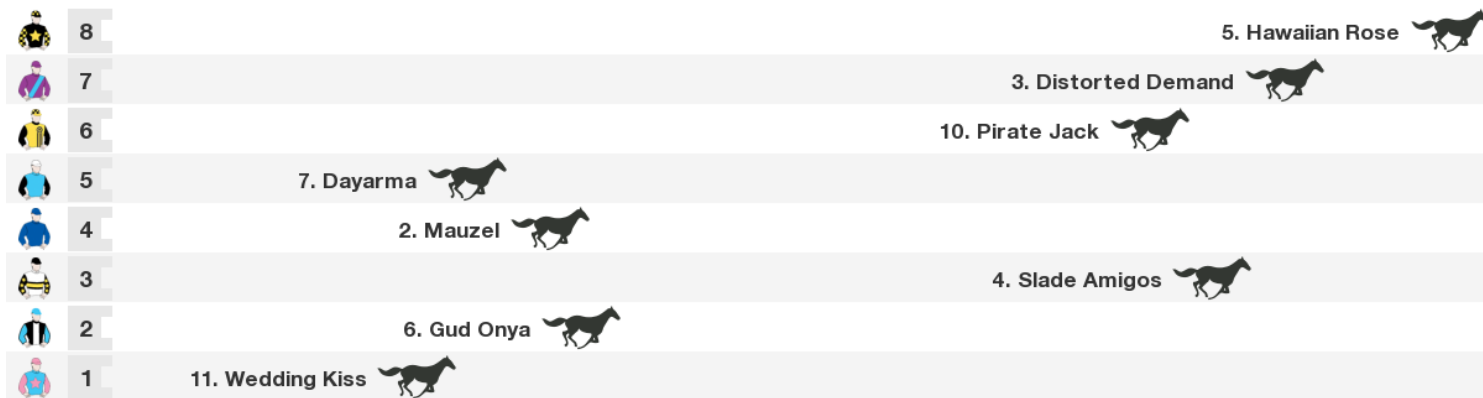 8 5. Hawaiian Rose
7 3. Distorted Demand
6 10. Pirate Jack
5 7. Dayarma
4 2. Mauzel
3 4. Slade Amigos
2 6. Gud Onya
1 11. Wedding Kiss